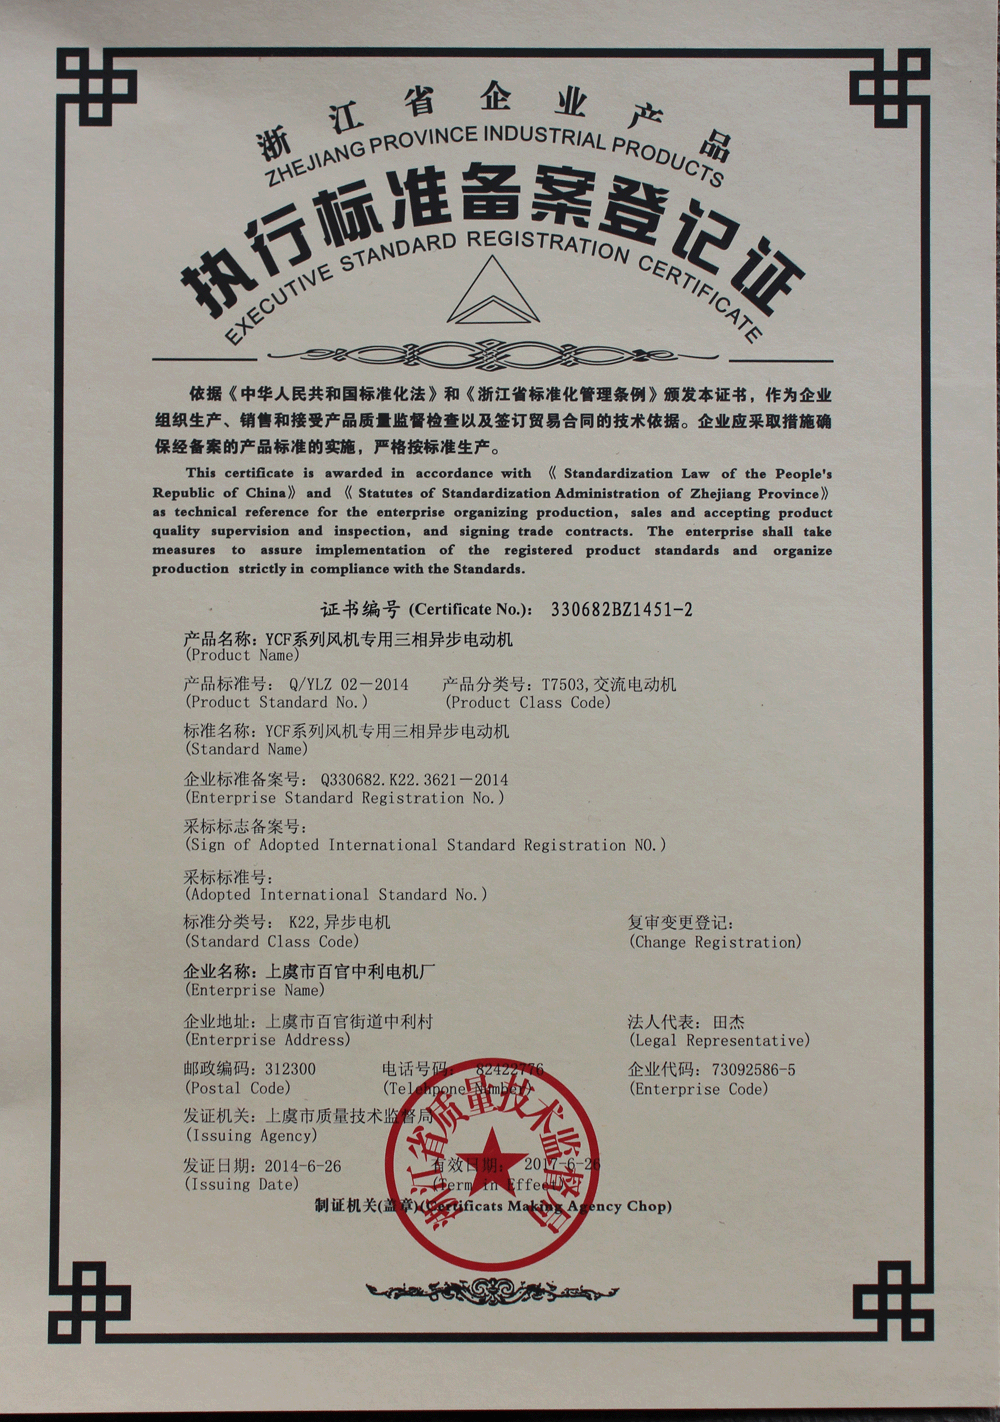 浙江省企业产品
ZHEJIANG PROVINCE INDUSTRIAL PRODUCTS
执行标准备案登记证
EXECUTIVE STANDARD REGISTRATION CERTIFICATE
依据《中华人民共和国标准化法》和《浙江省标准化管理条例》颁发本证书，作为企业
组织生产、销售和接受产品质量监督检查以及签订贸易合同的技术依据。企业应采取措施确
保经备案的产品标准的实施，严格按标准生产。
This certificate is awarded in accordance with 《 Standardization Law of the People's
Republic of China》 and 《 Statutes of Standardization Administration of Zhejiang Province》
as technical reference for the enterprise organizing production, sales and accepting product
quality supervision and inspection, and signing trade contracts. The enterprise shall take
measures to assure implementation of the registered product standards and organize
production strictly in compliance with the Standards.
证书编号 (Certificate No.): 330682BZ1451-2
产品名称：YCF系列风机专用三相异步电动机
(Product Name)
产品标准号： Q/YLZ 02－2014 产品分类号：T7503,交流电动机
(Product Standard No.) (Product Class Code)
标准名称：YCF系列风机专用三相异步电动机
(Standard Name)
企业标准备案号： Q330682.K22.3621－2014
(Enterprise Standard Registration No.)
采标标志备案号：
(Sign of Adopted International Standard Registration NO.)
采标标准号：
(Adopted International Standard No.)
标准分类号： K22,异步电机 复审变更登记：
(Standard Class Code) (Change Registration)
企业名称：上虞市百官中利电机厂
(Enterprise Name)
企业地址：上虞市百官街道中利村 法人代表：田杰
(Enterprise Address) (Legal Representative)
邮政编码：312300 电话号码： 82422776 企业代码：73092586-5
(Postal Code) (Telehpone Number) (Enterprise Code)
发证机关：上虞市质量技术监督局
(Issuing Agency)
发证日期：2014-6-26 有效日期： 2017-6-26
(Issuing Date) (Term in Effect)
制证机关(盖章)(Certificats Making Agency Chop)
浙江省质量技术监督局